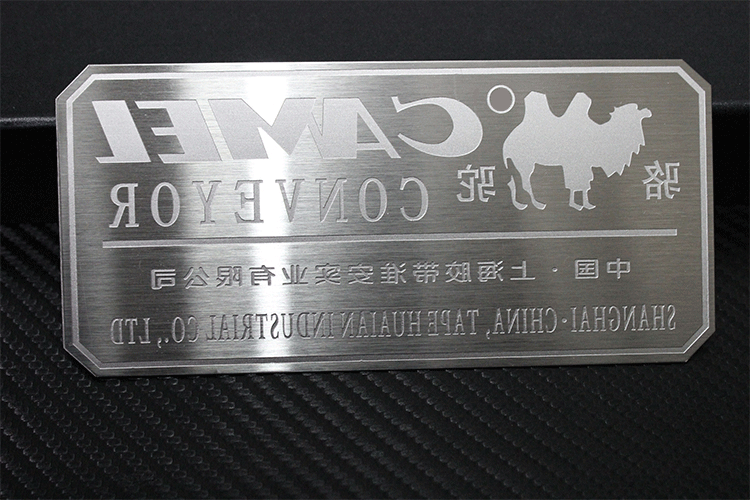 CAMEL
骆驼 CONVEYOR
中国·上海胶带淮安实业有限公司
SHANGHAI·CHINA, TAPE HUAIAN INDUSTRIAL CO., LTD